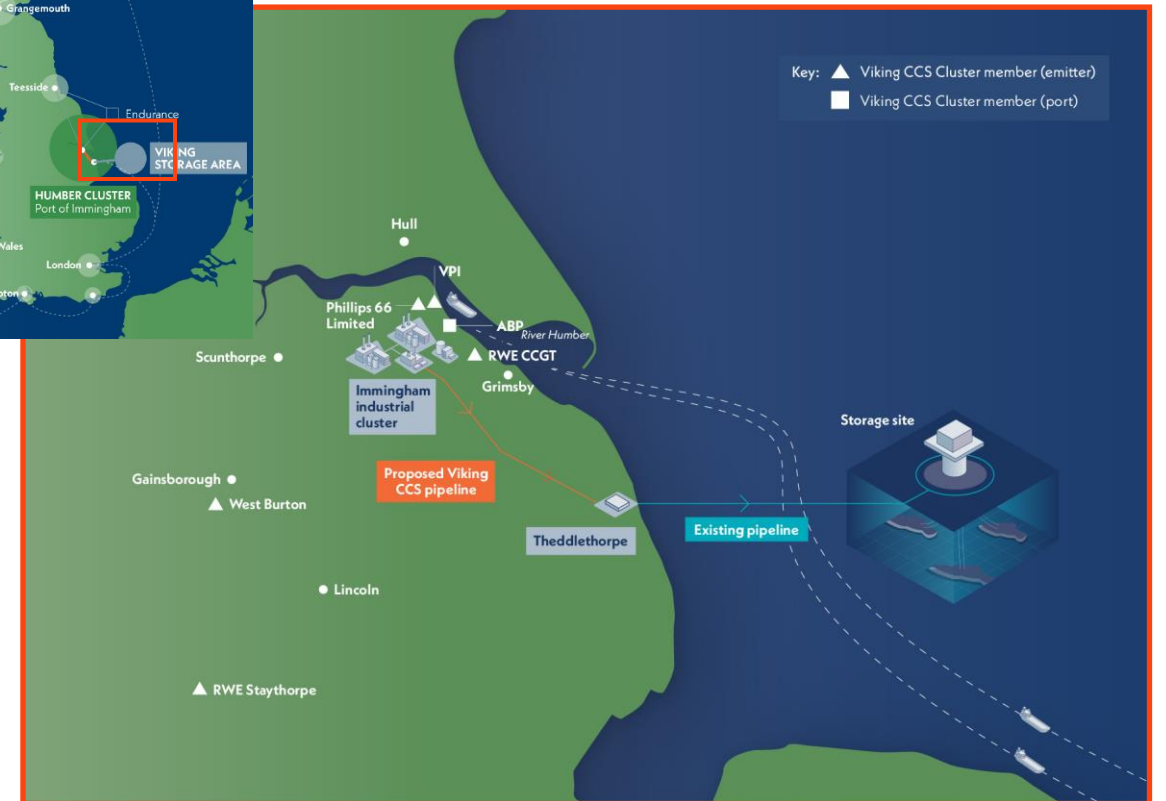 Grangemouth
Teesside
Endurance
VIKING
STORAGE AREA
HUMBER CLUSTER
Port of Immingham
Wales
London
pton
Key:
Viking CCS Cluster member (emitter)
Viking CCS Cluster member (port)
Hull
VPI
Phillips 66
Limited
ABP
River Humber
Scunthorpe
RWE CCGT
Grimsby
Immingham
industrial
cluster
Storage site
Proposed Viking
CCS pipeline
Gainsborough
West Burton
Existing pipeline
Theddlethorpe
Lincoln
RWE Staythorpe